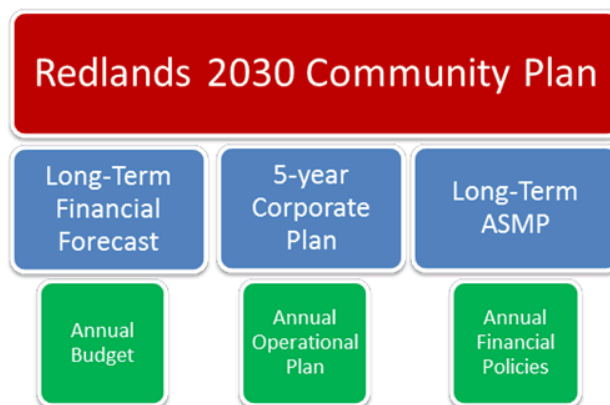 Redlands 2030 Community Plan
Long-Term
Financial
Forecast
5-year
Corporate
Plan
Long-Term
ASMP
Annual
Budget
Annual
Operational
Plan
Annual
Financial
Policies